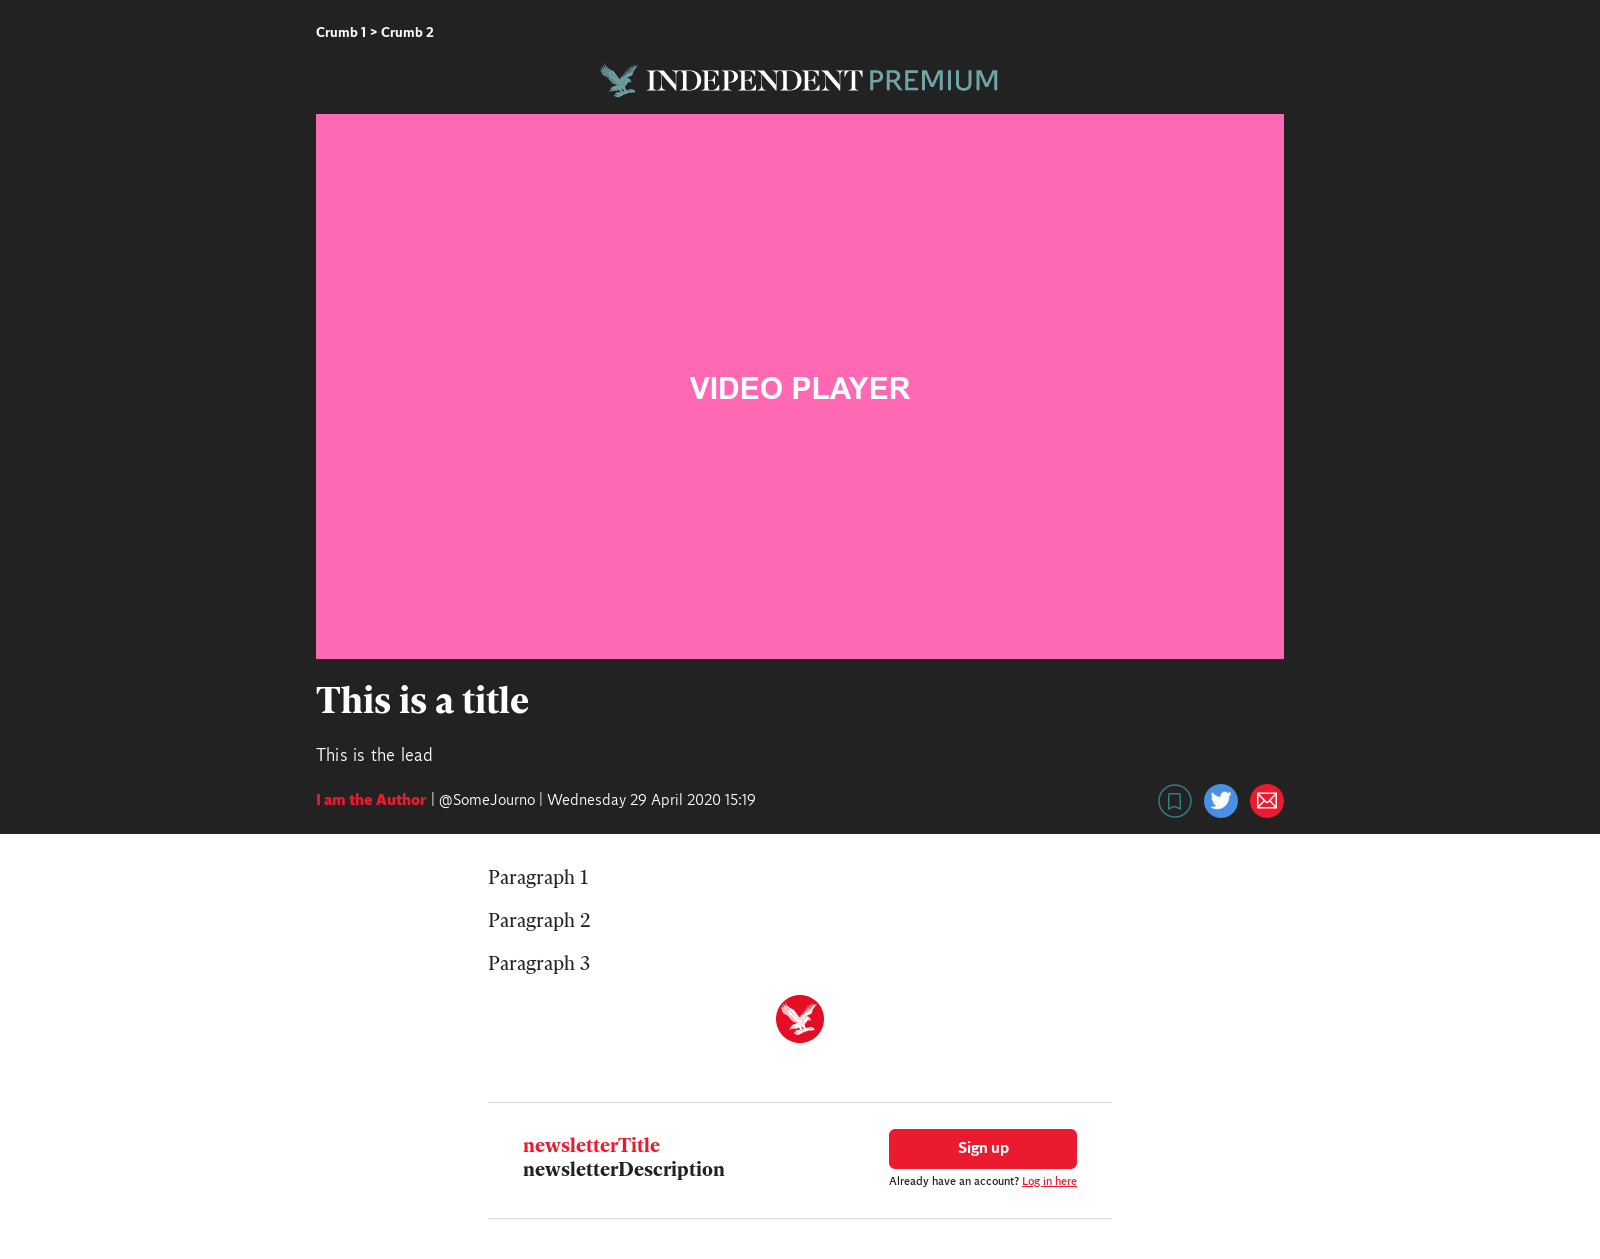 Crumb 1 > Crumb 2
INDEPENDENT PREMIUM
VIDEO PLAYER
This is a title
This is the lead
I am the Author | @SomeJourno | Wednesday 29 April 2020 15:19
Paragraph 1
Paragraph 2
Paragraph 3
newsletterTitle
newsletterDescription
Sign up
Already have an account? Log in here